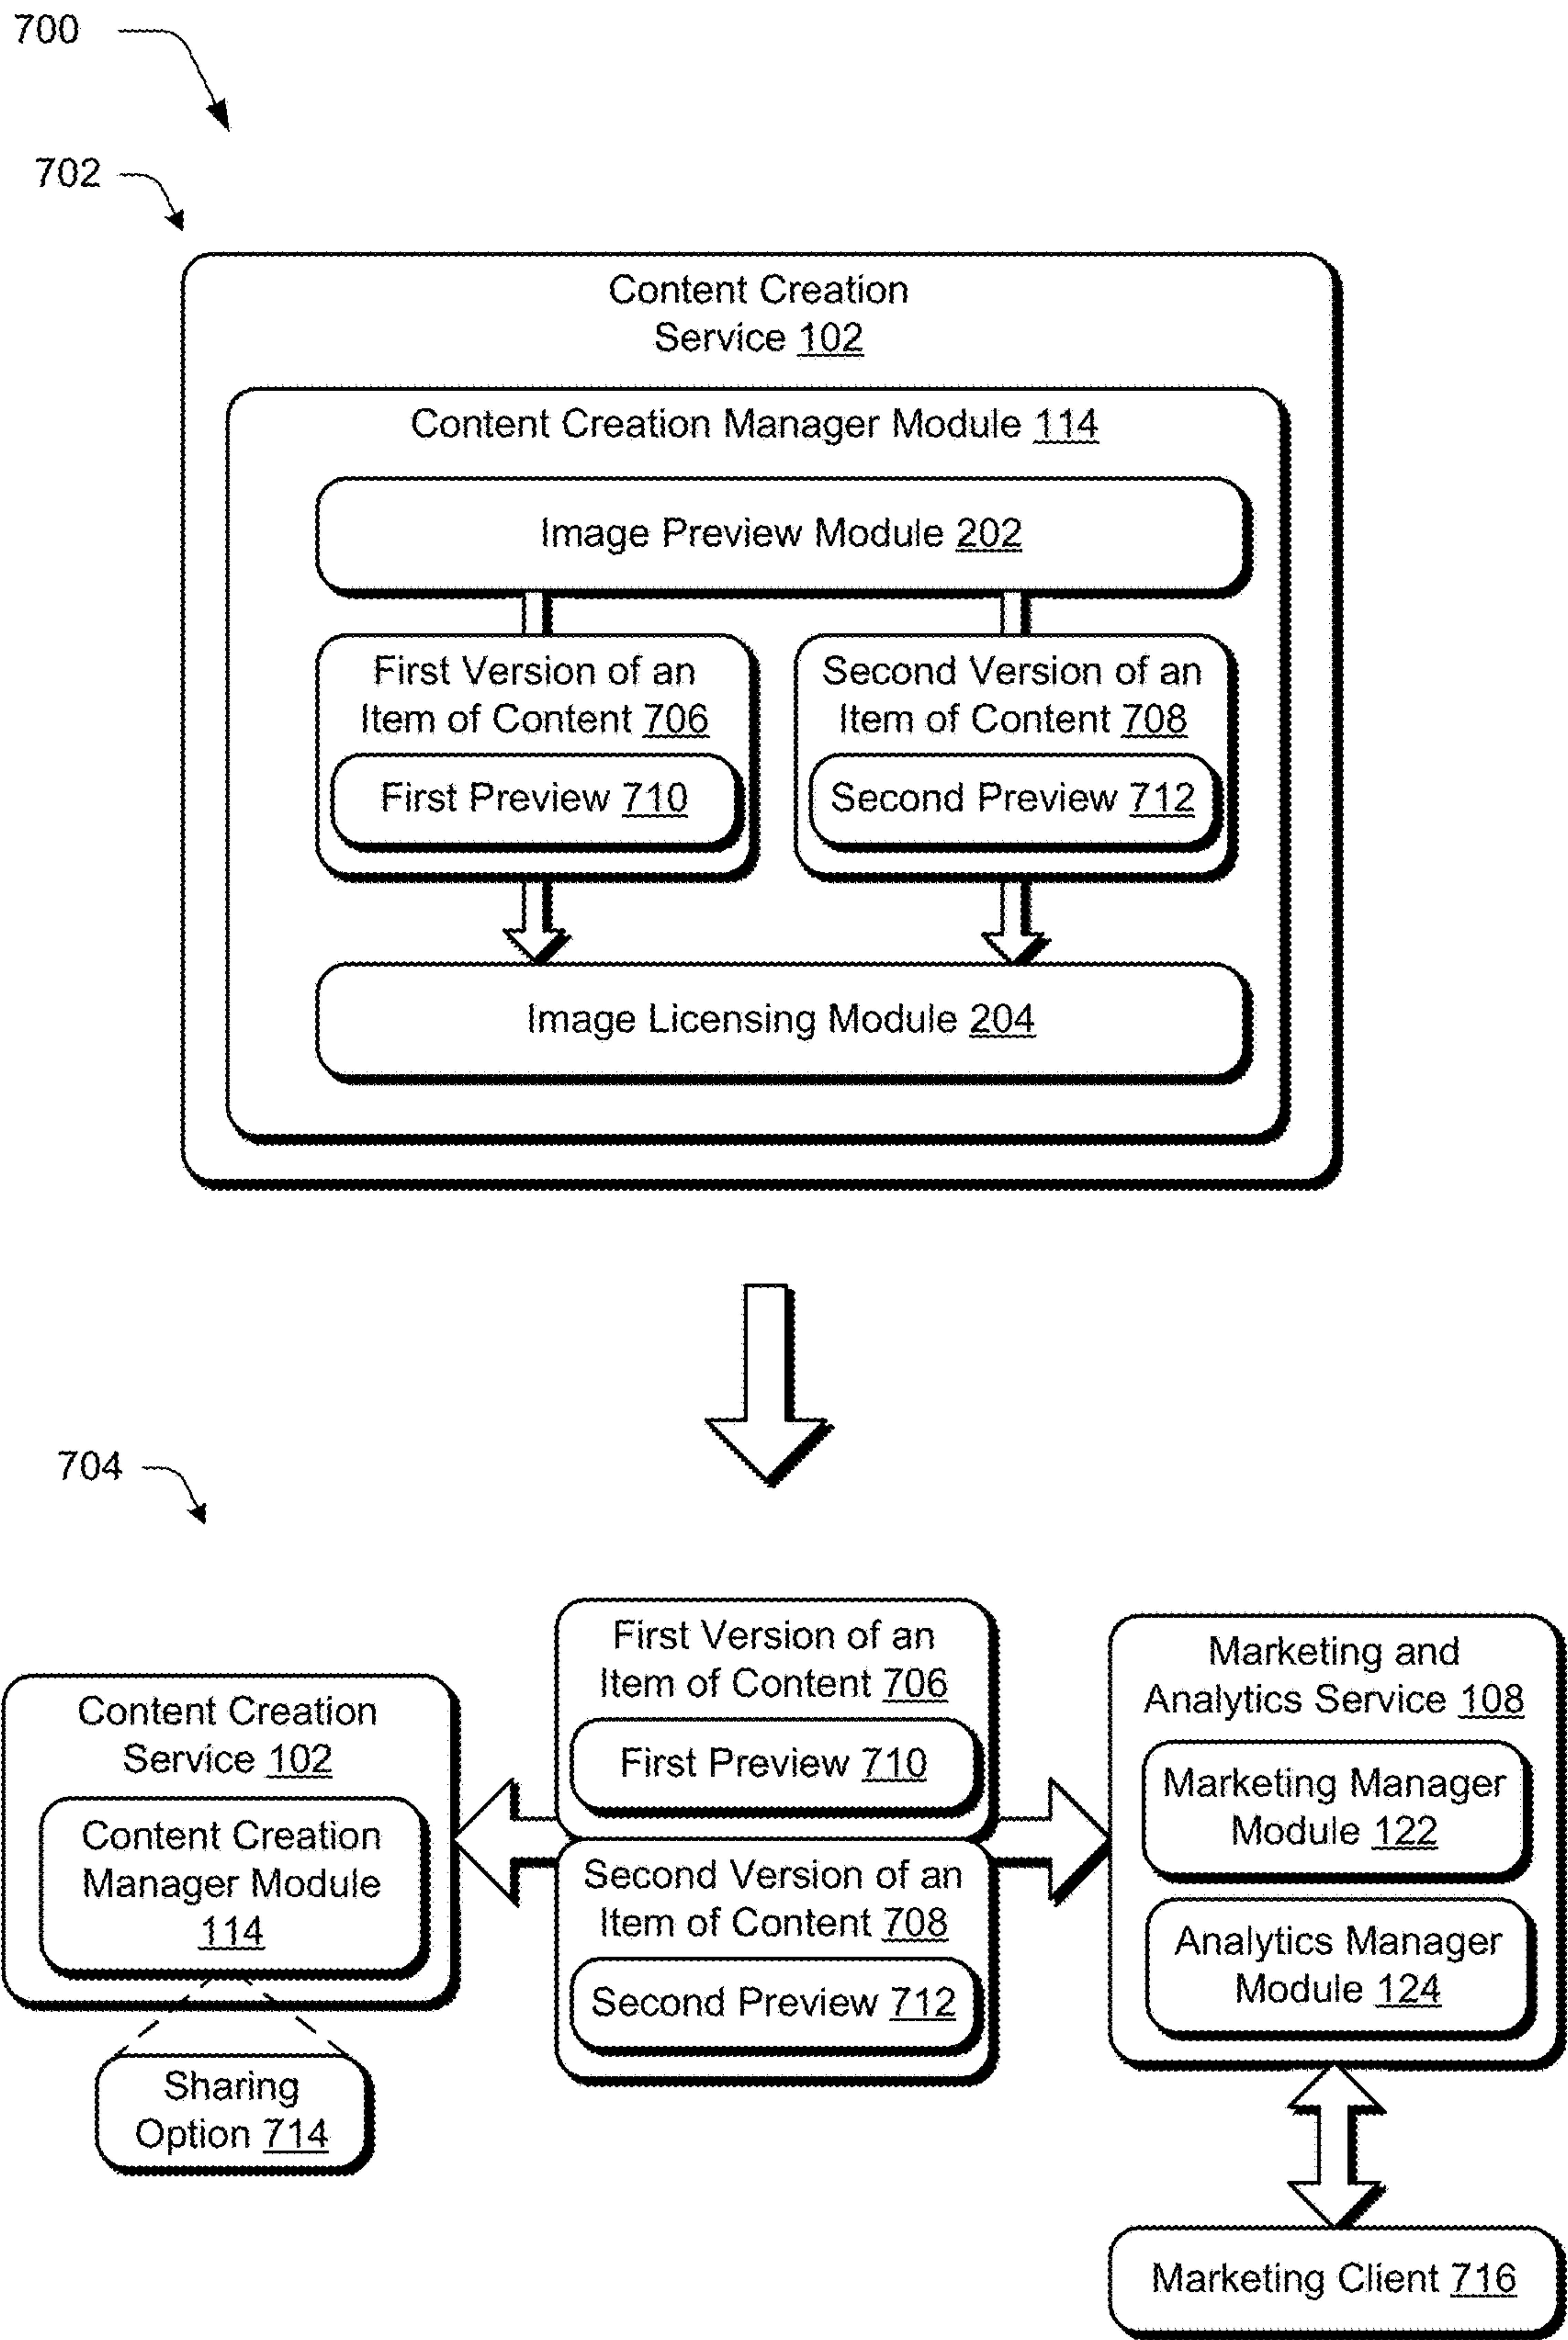 700
702
Content Creation
Service 102
Content Creation Manager Module 114
Image Preview Module 202
First Version of an
Item of Content 706
First Preview 710
Second Version of an
Item of Content 708
Second Preview 712
Image Licensing Module 204
704
Content Creation
Service 102
Content Creation
Manager Module
114
Sharing
Option 714
First Version of an
Item of Content 706
First Preview 710
Second Version of an
Item of Content 708
Second Preview 712
Marketing and
Analytics Service 108
Marketing Manager
Module 122
Analytics Manager
Module 124
Marketing Client 716